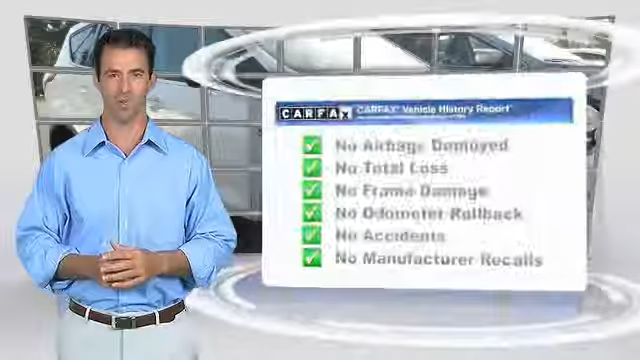 CARFAX CARFAX Vehicle History Report
No Airbags Deployed
No Total Loss
No Frame Damage
No Odometer Rollback
No Accidents
No Manufacturer Recalls